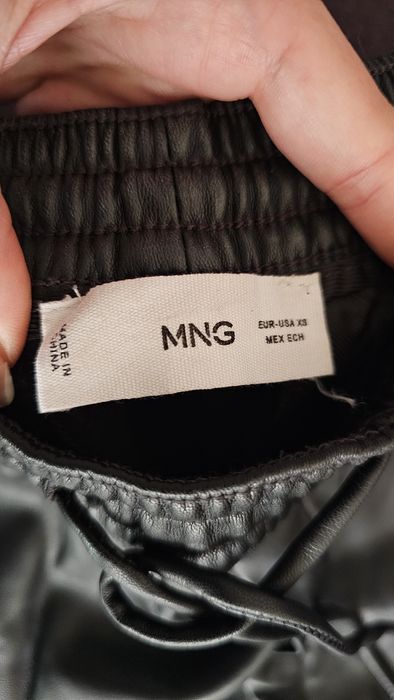 MADE IN
CHINA
MNG
EUR-USA XS
MEX ECH